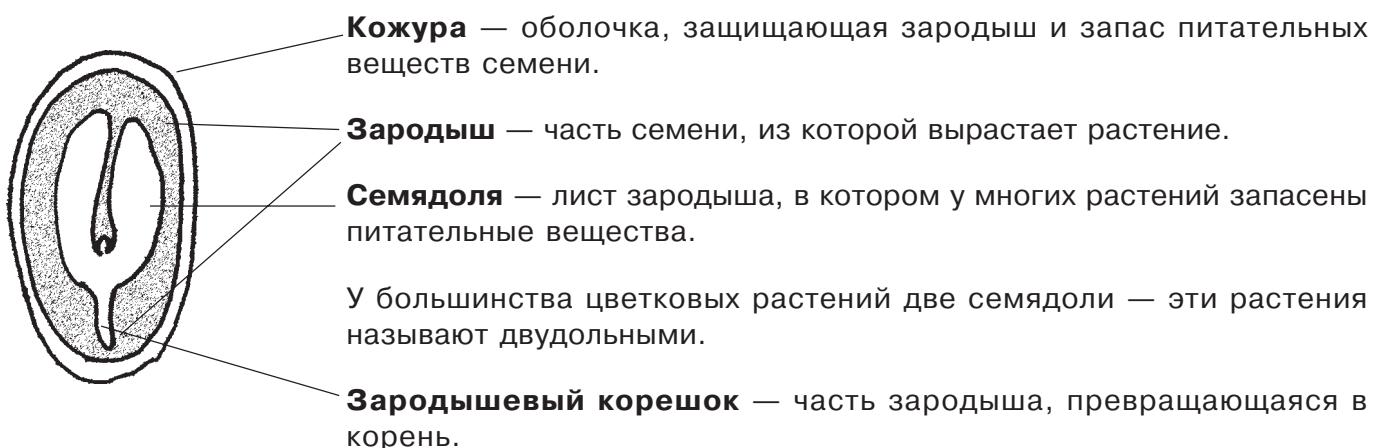 Кожура — оболочка, защищающая зародыш и запас питательных
веществ семени.
Зародыш — часть семени, из которой вырастает растение.
Семядоля — лист зародыша, в котором у многих растений запасены
питательные вещества.
У большинства цветковых растений две семядоли — эти растения
называют двудольными.
Зародышевый корешок — часть зародыша, превращающаяся в
корень.